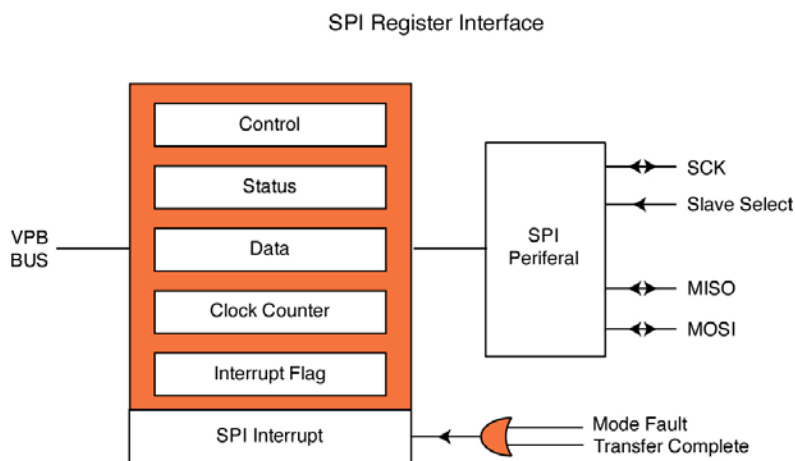 SPI Register Interface
Control
Status
Data
Clock Counter
Interrupt Flag
SPI Interrupt
VPB
BUS
SPI
Periferal
SCK
Slave Select
MISO
MOSI
Mode Fault
Transfer Complete